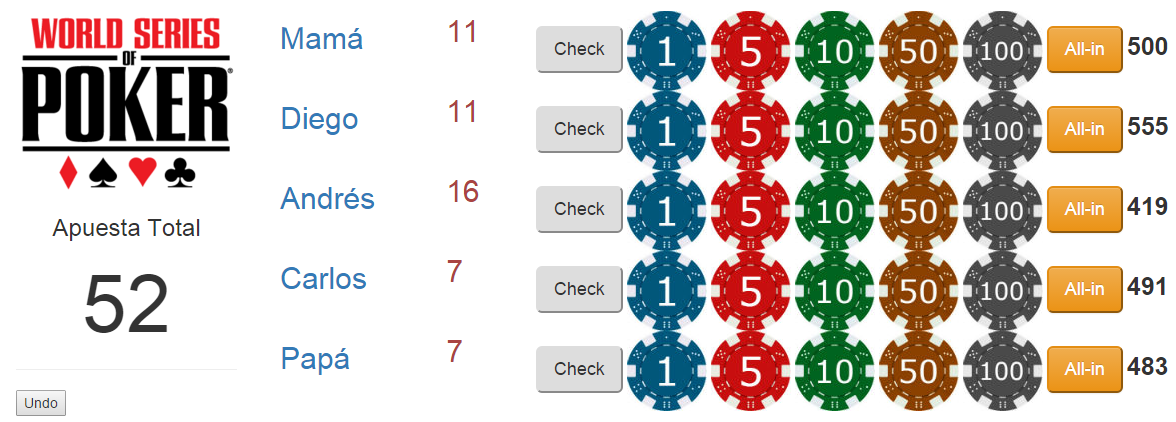 WORLD SERIES
OF
POKER®
Apuesta Total
52
Undo
Mamá 11 Check 1 5 10 50 100 All-in 500
Diego 11 Check 1 5 10 50 100 All-in 555
Andrés 16 Check 1 5 10 50 100 All-in 419
Carlos 7 Check 1 5 10 50 100 All-in 491
Papá 7 Check 1 5 10 50 100 All-in 483